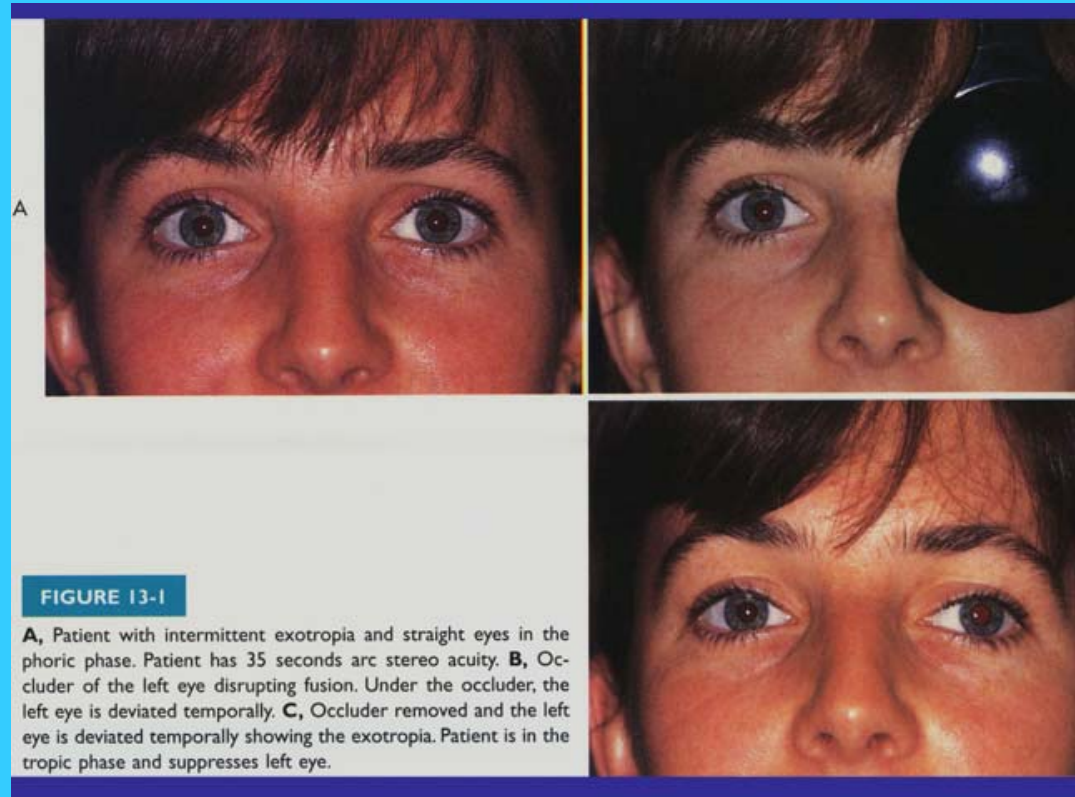 A
FIGURE 13-1
A, Patient with intermittent exotropia and straight eyes in the
phoric phase. Patient has 35 seconds arc stereo acuity. B, Oc-
cluder of the left eye disrupting fusion. Under the occluder, the
left eye is deviated temporally. C, Occluder removed and the left
eye is deviated temporally showing the exotropia. Patient is in the
tropic phase and suppresses left eye.